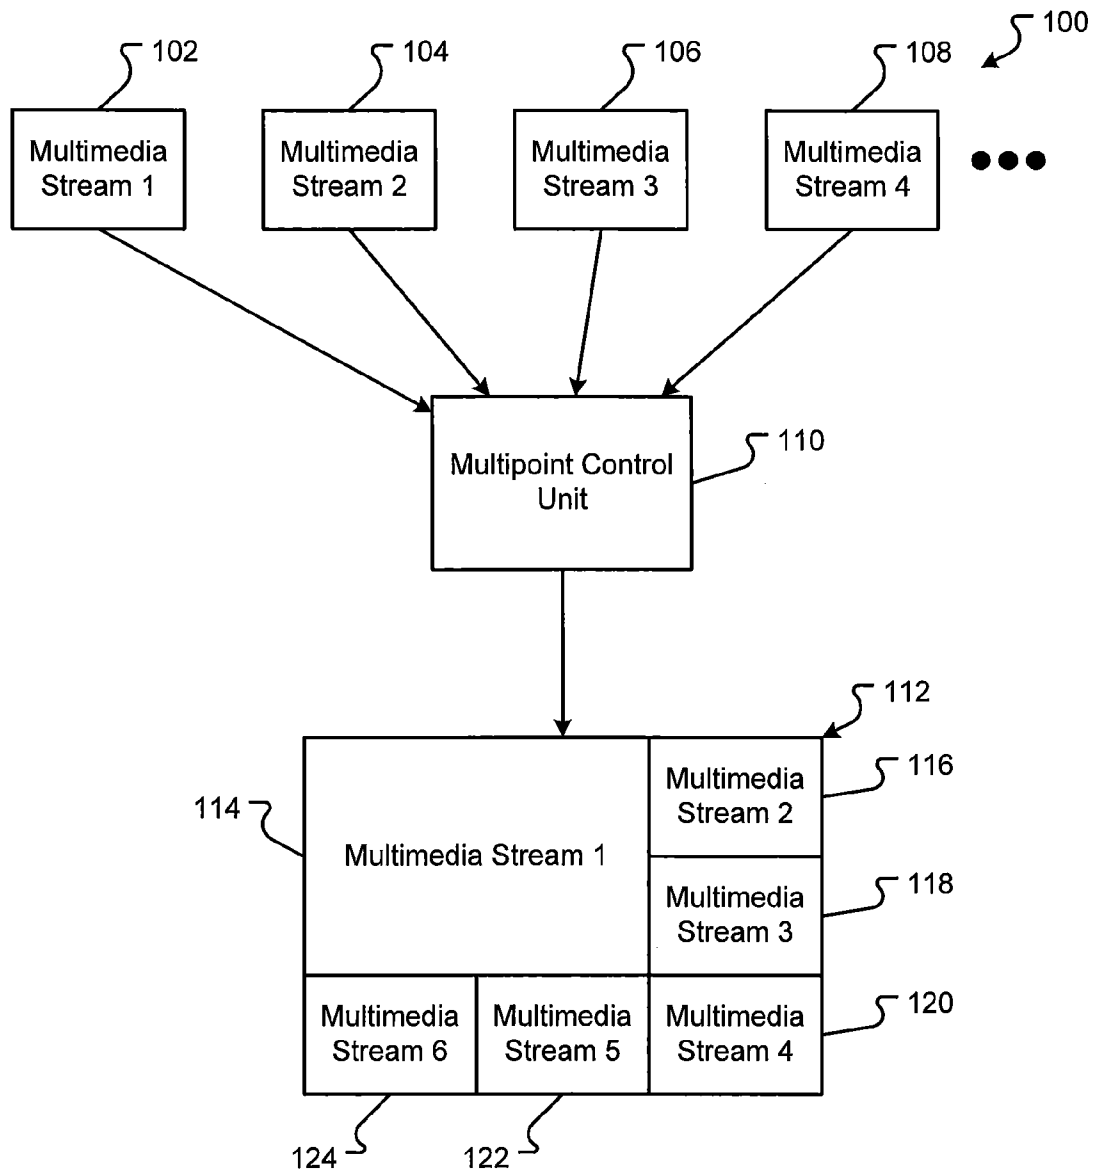 100
102
104
106
108
Multimedia
Stream 1
Multimedia
Stream 2
Multimedia
Stream 3
Multimedia
Stream 4
110
Multipoint Control
Unit
112
114
Multimedia Stream 1
Multimedia
Stream 2
116
Multimedia
Stream 3
118
Multimedia
Stream 6
Multimedia
Stream 5
Multimedia
Stream 4
120
124
122